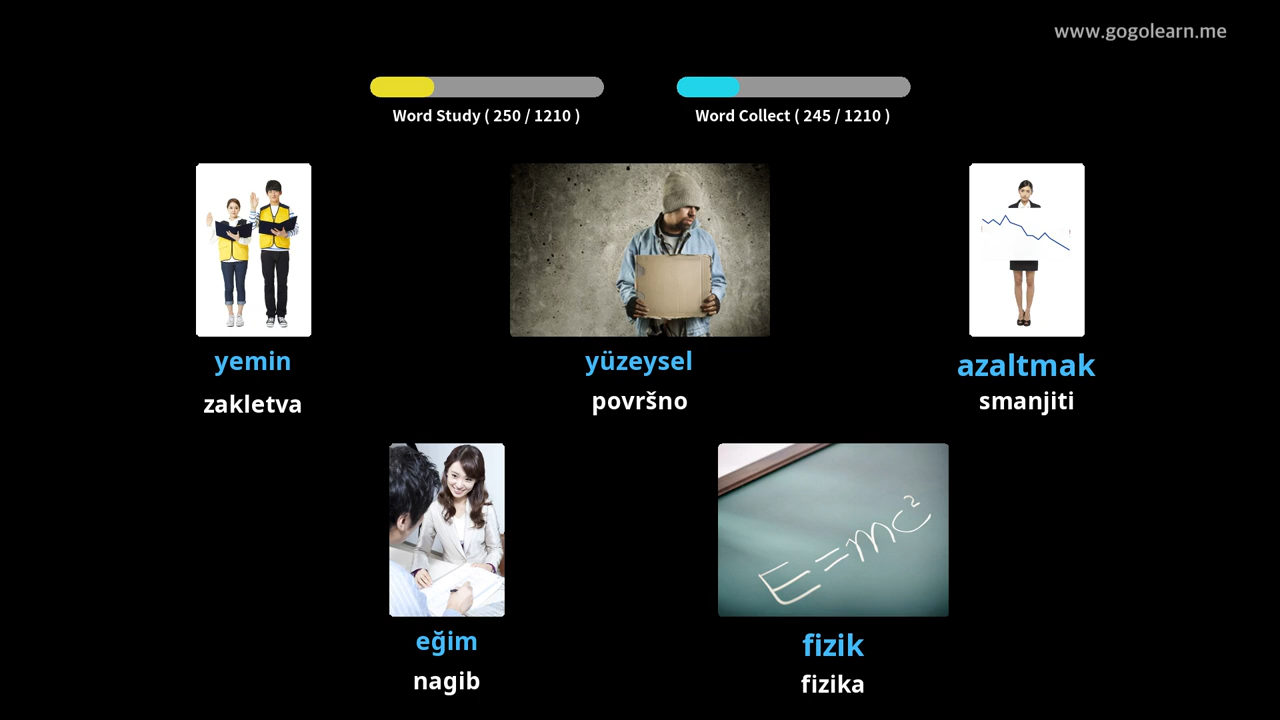 www.gogolearn.me
Word Study ( 250 / 1210 )
Word Collect ( 245 / 1210 )
yemin
zakletva
yüzeysel
površno
azaltmak
smanjiti
eğim
nagib
E=mc²
fizik
fizika